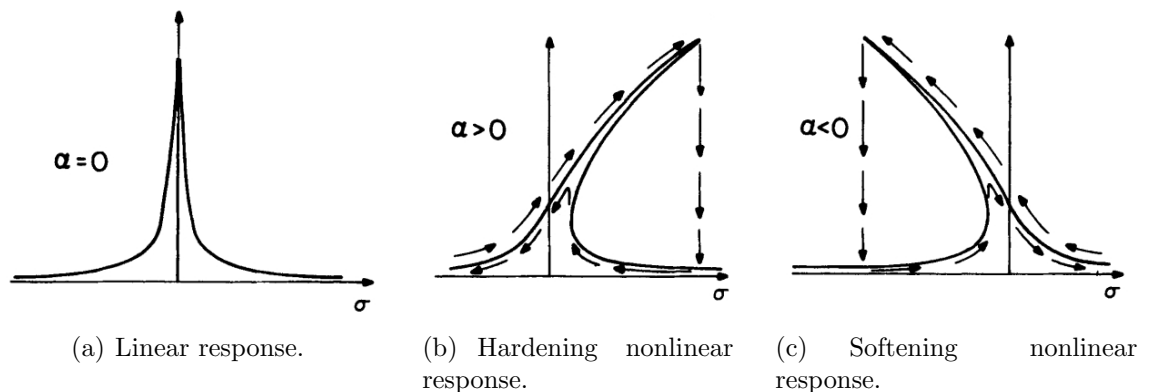 α=0
σ
α>0
σ
α<0
σ
(a) Linear response.
(b) Hardening nonlinear
response.
(c) Softening nonlinear
response.